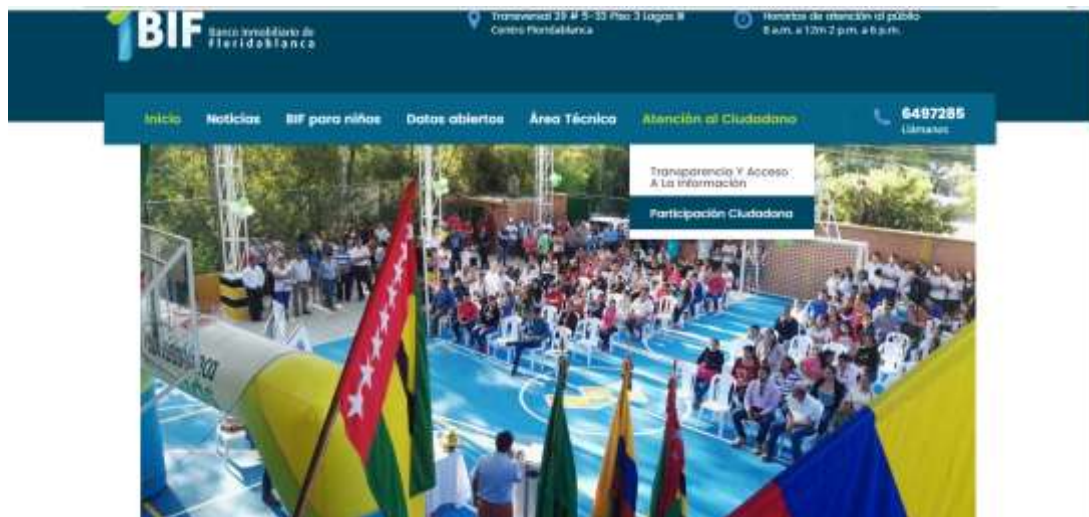 BIF Banco Inmobiliario de
Floridablanca
Transversal 29 # 5-33 Piso 3 Lagos III
Centro Floridablanca
Horarios de atención al público
8 a.m. a 12m 2 p.m. a 6 p.m.
Inicio Noticias BIF para niños Datos abiertos Área Técnica Atención al Ciudadano 6497285
Llámanos
Transparencia Y Acceso
A La Información
Participación Ciudadana